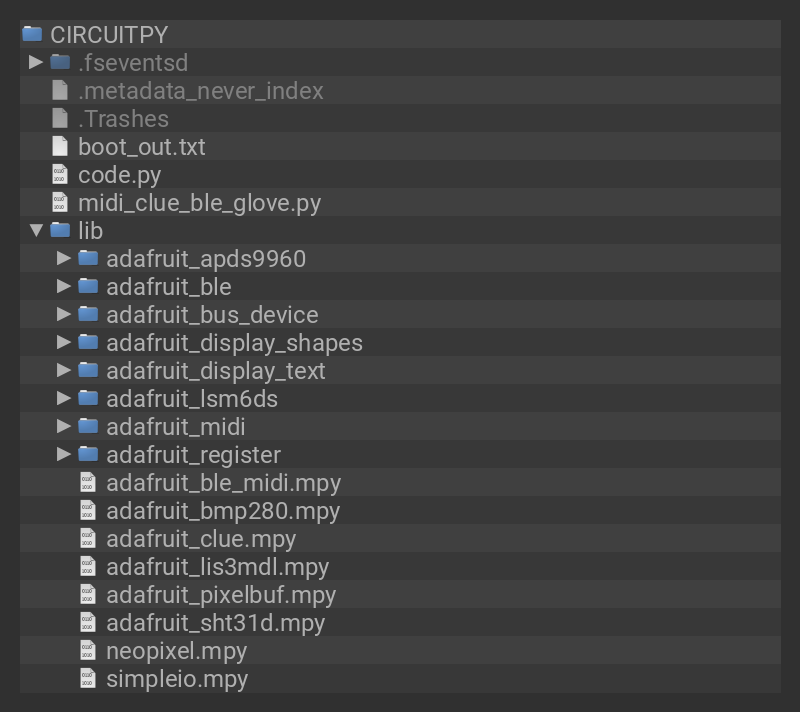 CIRCUITPY
.fseventsd
.metadata_never_index
.Trashes
boot_out.txt
code.py
midi_clue_ble_glove.py
lib
adafruit_apds9960
adafruit_ble
adafruit_bus_device
adafruit_display_shapes
adafruit_display_text
adafruit_lsm6ds
adafruit_midi
adafruit_register
adafruit_ble_midi.mpy
adafruit_bmp280.mpy
adafruit_clue.mpy
adafruit_lis3mdl.mpy
adafruit_pixelbuf.mpy
adafruit_sht31d.mpy
neopixel.mpy
simpleio.mpy